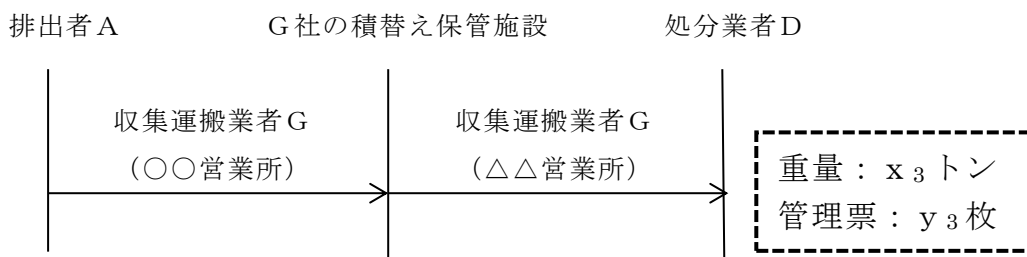 排出者A G社の積替え保管施設 処分業者D
収集運搬業者G 収集運搬業者G
(○○営業所) (△△営業所)
重量：x₃トン
管理票：y₃枚